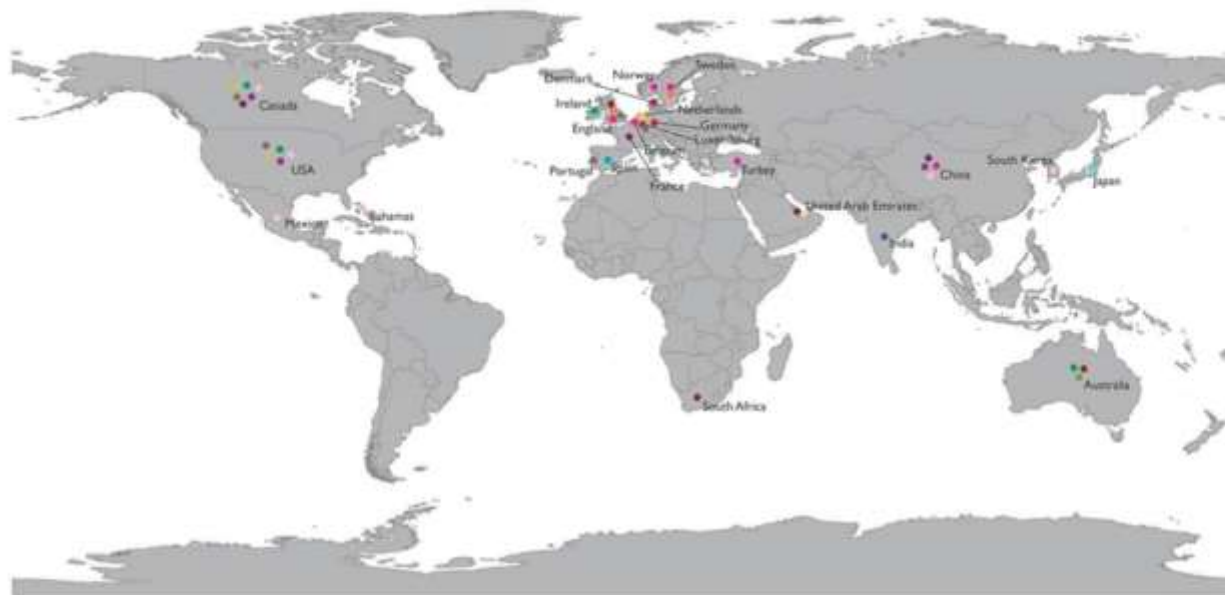 Sweden
Norway
Denmark
Canada
Ireland
Netherlands
England
Germany
Luxembourg
Belgium
USA
Portugal
Spain
Turkey
South Korea
China
Japan
France
Mexico
Bahamas
United Arab Emirates
India
Australia
South Africa